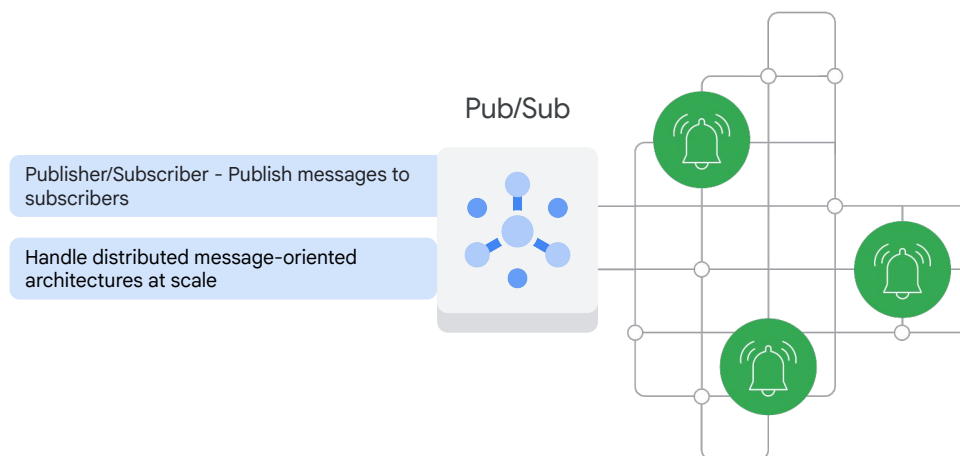 Pub/Sub
Publisher/Subscriber - Publish messages to
subscribers
Handle distributed message-oriented
architectures at scale